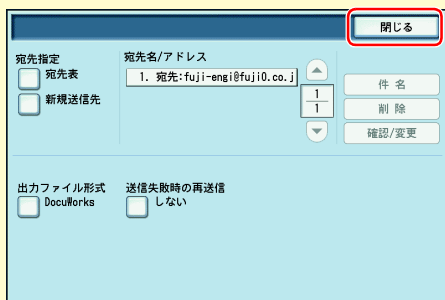 閉じる
宛先指定
宛先表
新規送信先
宛先名/アドレス
1. 宛先:fuji-engi@fuji0.co.j
1
1
件 名
削 除
確認/変更
出力ファイル形式
DocuWorks
送信失敗時の再送信
しない